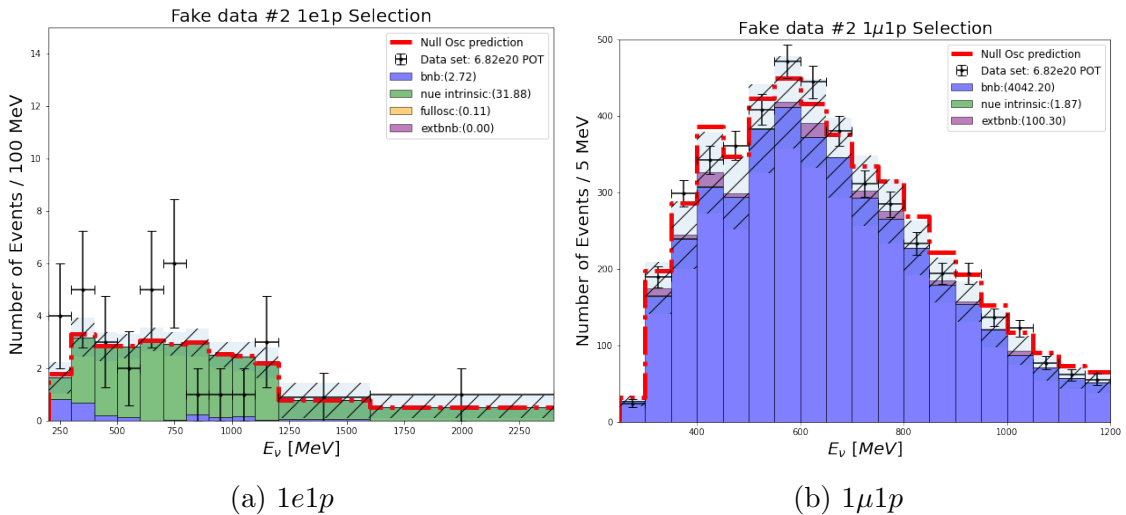 Fake data #2 1e1p Selection
Number of Events / 100 MeV
14
12
10
8
6
4
2
0
Null Osc prediction
Data set: 6.82e20 POT
bnb:(2.72)
nue intrinsic:(31.88)
fullosc:(0.11)
extbnb:(0.00)
250 500 750 1000 1250 1500 1750 2000 2250
Eν [MeV]
(a) 1e1p
Fake data #2 1μ1p Selection
Number of Events / 5 MeV
500
400
300
200
100
0
Null Osc prediction
Data set: 6.82e20 POT
bnb:(4042.20)
nue intrinsic:(1.87)
extbnb:(100.30)
400 600 800 1000 1200
Eν [MeV]
(b) 1μ1p